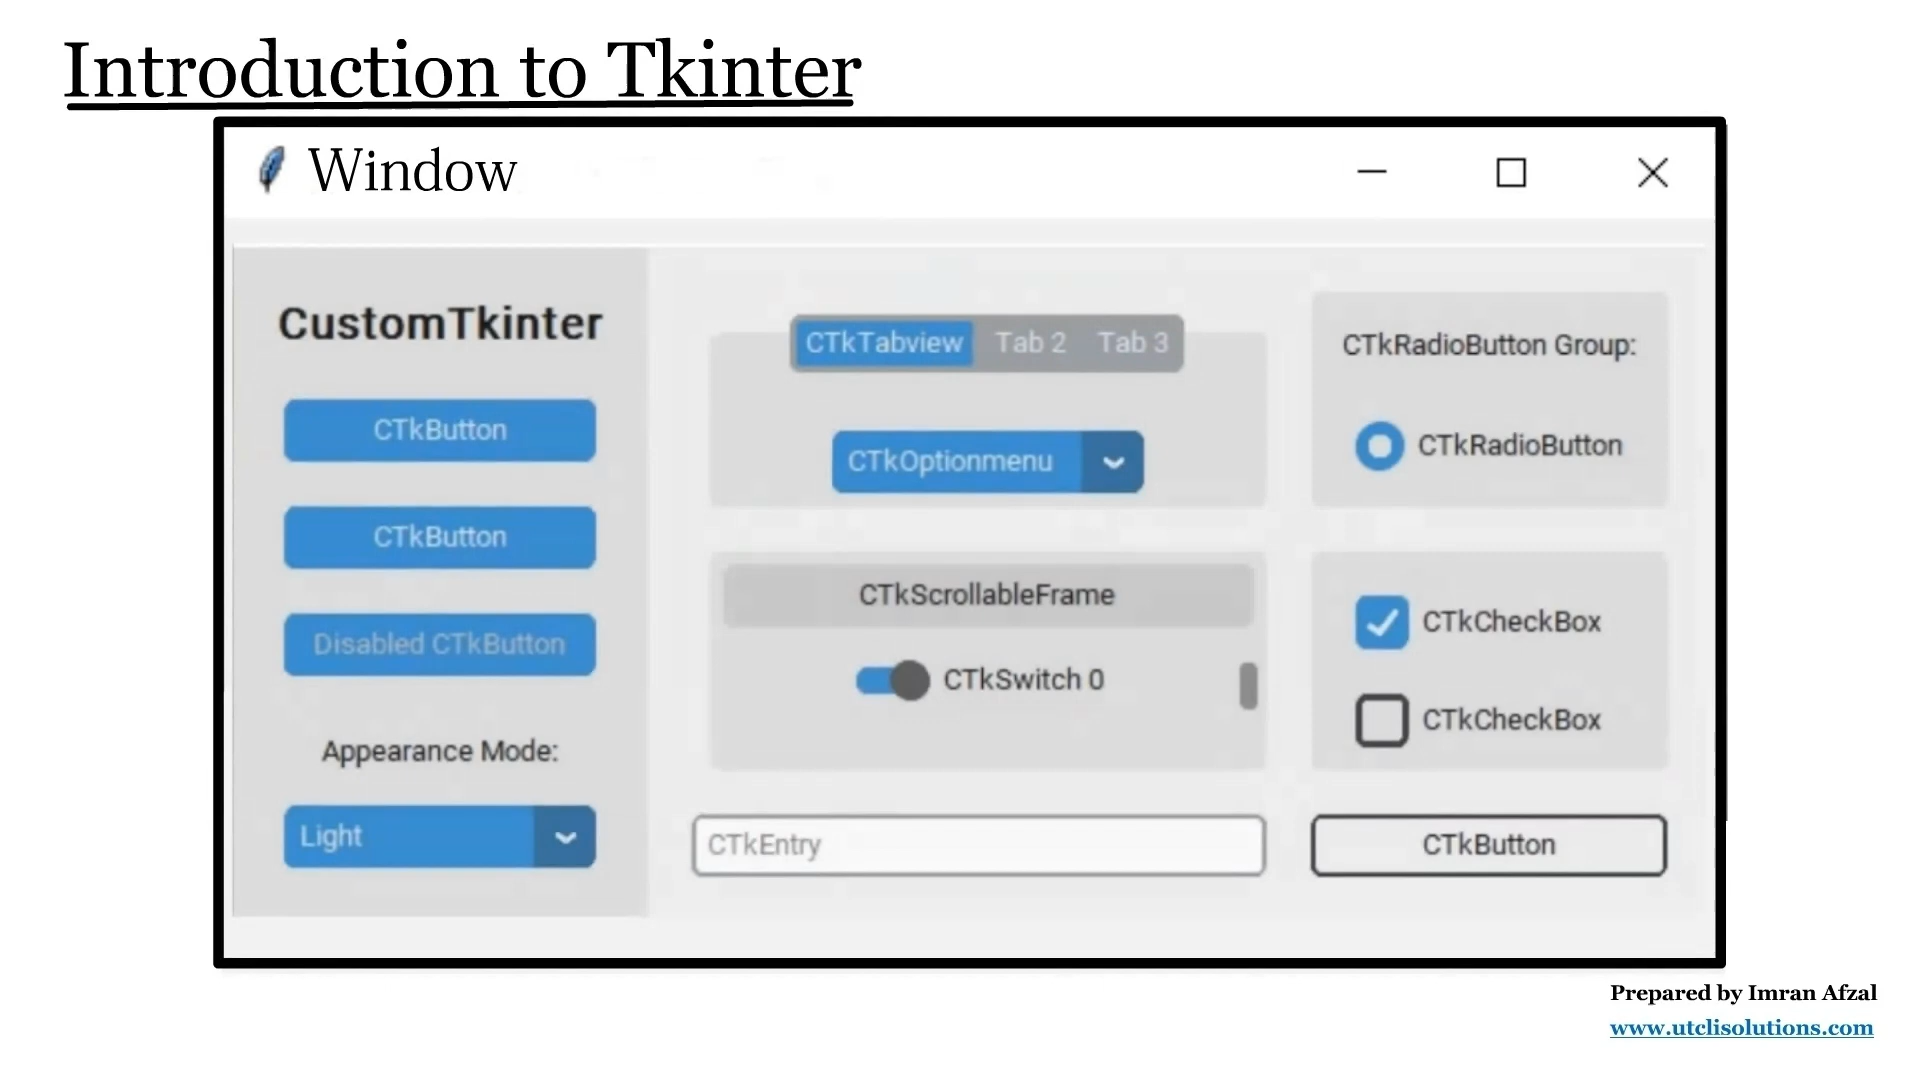 Introduction to Tkinter
Window
CustomTkinter
CTkButton
CTkButton
Disabled CTkButton
Appearance Mode:
Light
CTkTabview Tab 2 Tab 3
CTkOptionmenu
CTkScrollableFrame
CTkSwitch 0
CTkEntry
CTkRadioButton Group:
CTkRadioButton
CTkCheckBox
CTkCheckBox
CTkButton
Prepared by Imran Afzal
www.utclisolutions.com